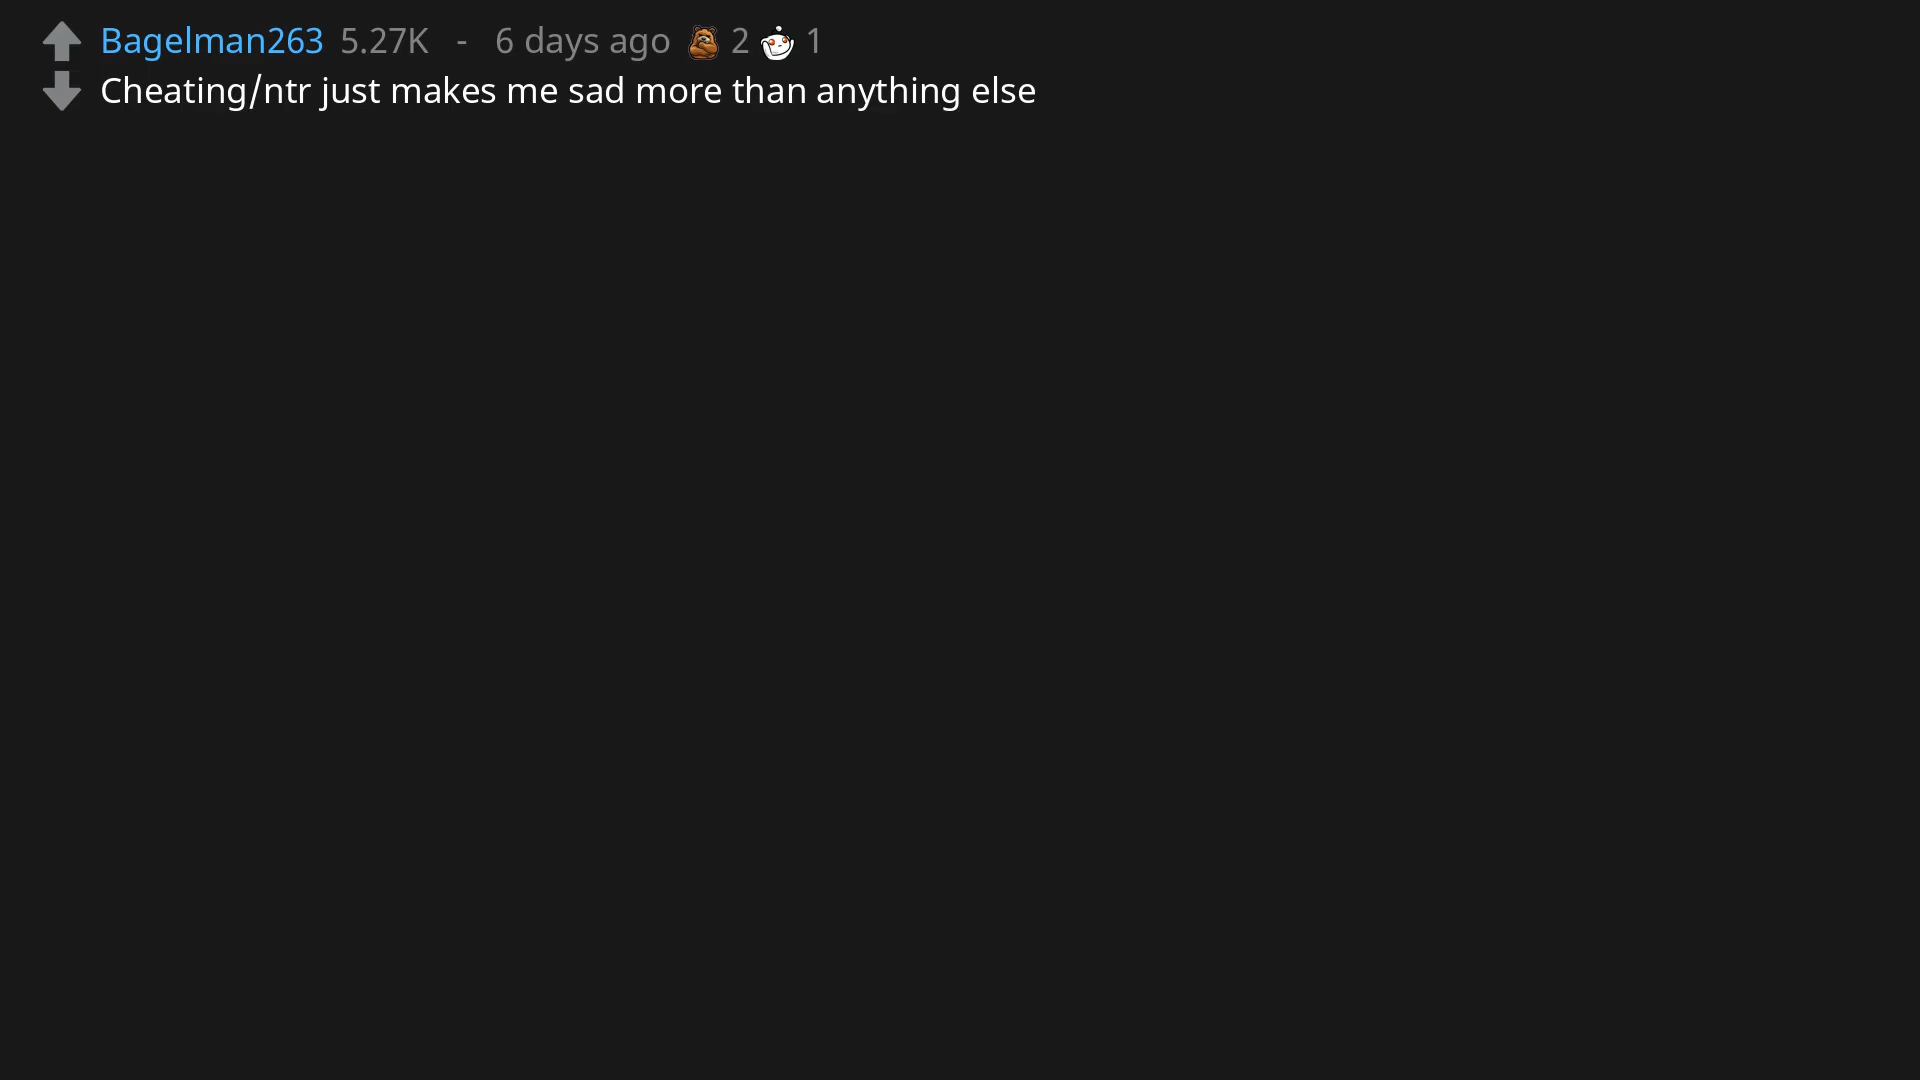 Bagelman263 5.27K - 6 days ago 2 1
Cheating/ntr just makes me sad more than anything else